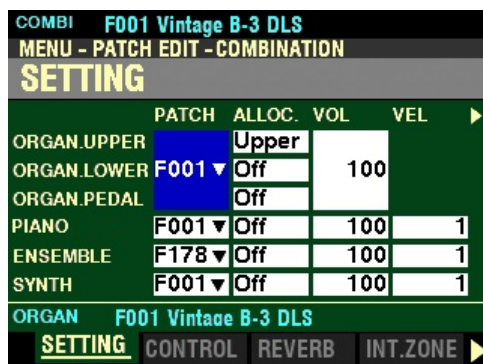 COMBI F001 Vintage B-3 DLS
MENU - PATCH EDIT - COMBINATION
SETTING
PATCH ALLOC. VOL VEL
ORGAN.UPPER Upper
ORGAN.LOWER F001 Off 100
ORGAN.PEDAL Off
PIANO F001 Off 100 1
ENSEMBLE F178 Off 100 1
SYNTH F001 Off 100 1
ORGAN F001 Vintage B-3 DLS
SETTING CONTROL REVERB INT.ZONE